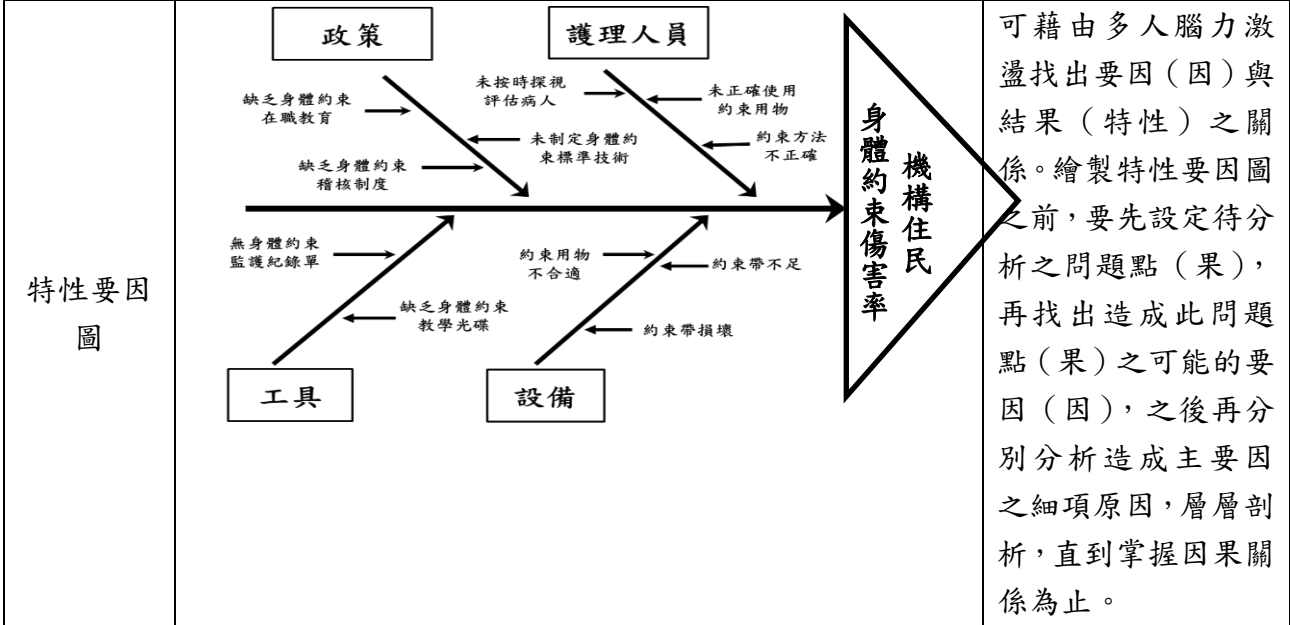 特性要因
圖
政策
護理人員
缺乏身體約束
在職教育
未制定身體約
束標準技術
缺乏身體約束
稽核制度
未按時探視
評估病人
未正確使用
約束用物
約束方法
不正確
機構住民
身體約束傷害率
無身體約束
監護紀錄單
缺乏身體約束
教學光碟
約束用物
不合適
約束帶不足
約束帶損壞
工具
設備
可藉由多人腦力激
盪找出要因（因）與
結果（特性）之關
係。繪製特性要因圖
之前，要先設定待分
析之問題點（果），
再找出造成此問題
點（果）之可能的要
因（因），之後再分
別分析造成主要因
之細項原因，層層剖
析，直到掌握因果關
係為止。